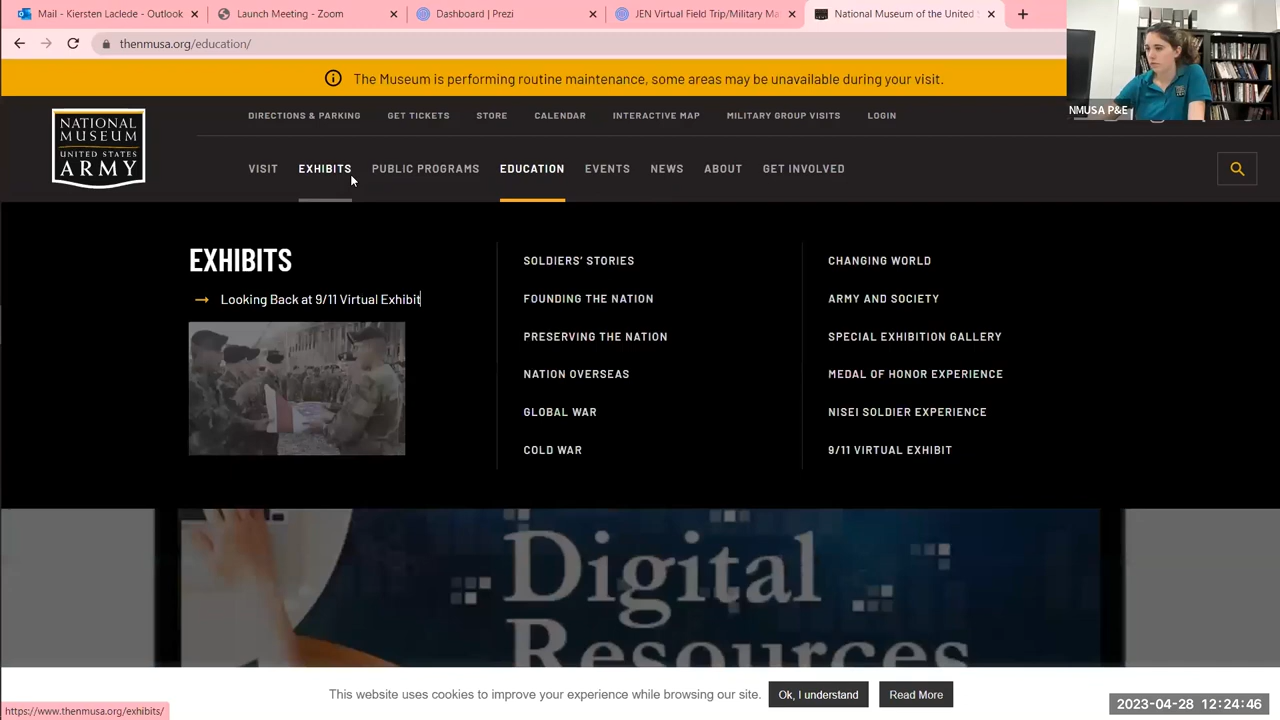 Mail - Kiersten Laclede - Outlook
Launch Meeting - Zoom
Dashboard | Prezi
JEN Virtual Field Trip/Military Ma
National Museum of the United
thenmusa.org/education/
The Museum is performing routine maintenance, some areas may be unavailable during your visit.
NMUSA P&E
DIRECTIONS & PARKING
GET TICKETS
STORE
CALENDAR
INTERACTIVE MAP
MILITARY GROUP VISITS
LOGIN
NATIONAL
MUSEUM
UNITED STATES
ARMY
VISIT
EXHIBITS
PUBLIC PROGRAMS
EDUCATION
EVENTS
NEWS
ABOUT
GET INVOLVED
EXHIBITS
Looking Back at 9/11 Virtual Exhibit
SOLDIERS' STORIES
FOUNDING THE NATION
PRESERVING THE NATION
NATION OVERSEAS
GLOBAL WAR
COLD WAR
CHANGING WORLD
ARMY AND SOCIETY
SPECIAL EXHIBITION GALLERY
MEDAL OF HONOR EXPERIENCE
NISEI SOLDIER EXPERIENCE
9/11 VIRTUAL EXHIBIT
Digital
Resources
This website uses cookies to improve your experience while browsing our site.
Ok, I understand
Read More
https://www.thenmusa.org/exhibits/
2023-04-28 12:24:46